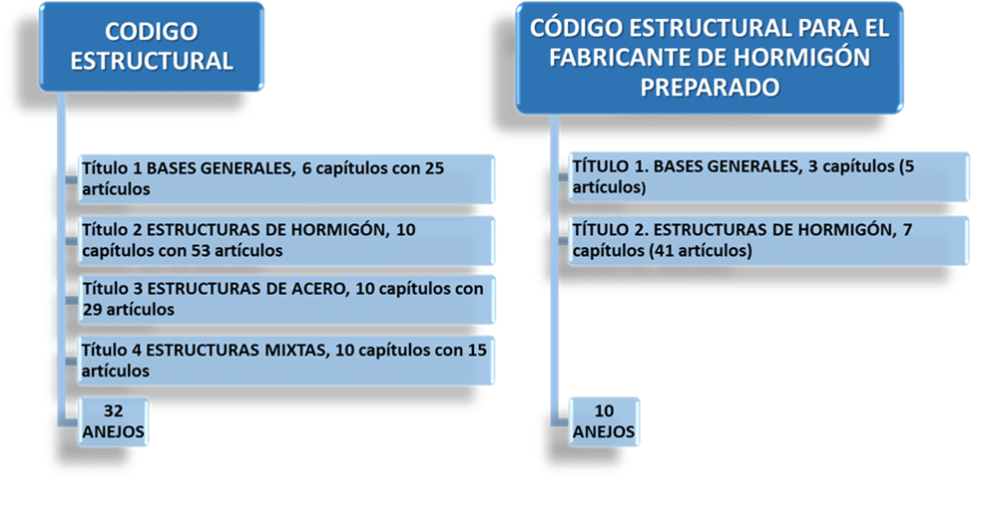 CODIGO
ESTRUCTURAL
Título 1 BASES GENERALES, 6 capítulos con 25
artículos
Título 2 ESTRUCTURAS DE HORMIGÓN, 10
capítulos con 53 artículos
Título 3 ESTRUCTURAS DE ACERO, 10 capítulos con
29 artículos
Título 4 ESTRUCTURAS MIXTAS, 10 capítulos con 15
artículos
32
ANEJOS
CÓDIGO ESTRUCTURAL PARA EL
FABRICANTE DE HORMIGÓN
PREPARADO
TÍTULO 1. BASES GENERALES, 3 capítulos (5
artículos)
TÍTULO 2. ESTRUCTURAS DE HORMIGÓN, 7
capítulos (41 artículos)
10
ANEJOS